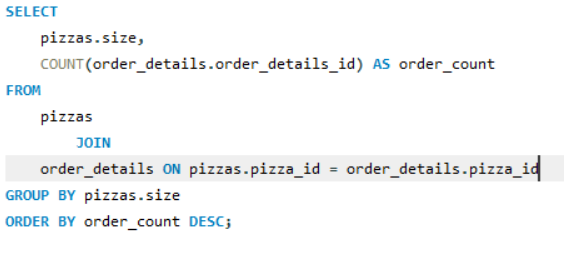 SELECT
pizzas.size,
COUNT(order_details.order_details_id) AS order_count
FROM
pizzas
JOIN
order_details ON pizzas.pizza_id = order_details.pizza_id
GROUP BY pizzas.size
ORDER BY order_count DESC;